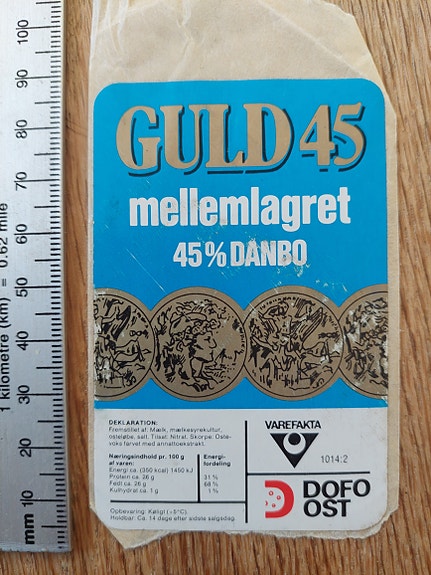 GULD 45
mellemlagret
45% DANBO
DEKLARATION:
Fremstillet af: Mælk, mælkesyrekultur,
osteløbe, salt. Tilsat: Nitrat. Skorpe: Oste-
voks farvet med annattoekstrakt.
Næringsindhold pr. 100 g
af varen:
Energi-
fordeling
Energi ca. (350 kcal) 1450 kJ
Protein ca. 26 g 31 %
Fedt ca. 26 g 68 %
Kulhydrat ca. 1 g 1 %
Opbevaring: Køligt (+5°C).
Holdbar: Ca. 14 dage efter sidste salgsdag.
VAREFAKTA
1014:2
DOFO
OST
mm 10 20 30 40 50 60 70 80 90 100
1 kilometre (km) = 0.62 mile